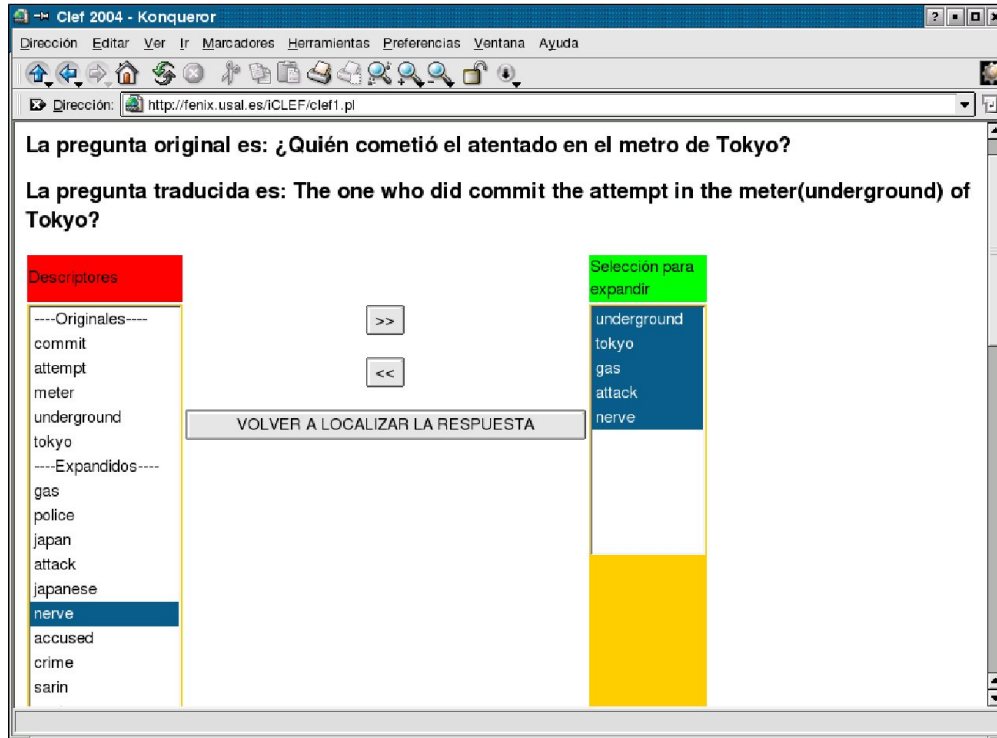 Clef 2004 - Konqueror
Dirección Editar Ver Ir Marcadores Herramientas Preferencias Ventana Ayuda
Dirección: http://fenix.usal.es/iCLEF/clef1.pl
La pregunta original es: ¿Quién cometió el atentado en el metro de Tokyo?
La pregunta traducida es: The one who did commit the attempt in the meter(underground) of
Tokyo?
Descriptores
----Originales----
commit
attempt
meter
underground
tokyo
----Expandidos----
gas
police
japan
attack
japanese
nerve
accused
crime
sarin
>>
<<
VOLVER A LOCALIZAR LA RESPUESTA
Selección para
expandir
underground
tokyo
gas
attack
nerve